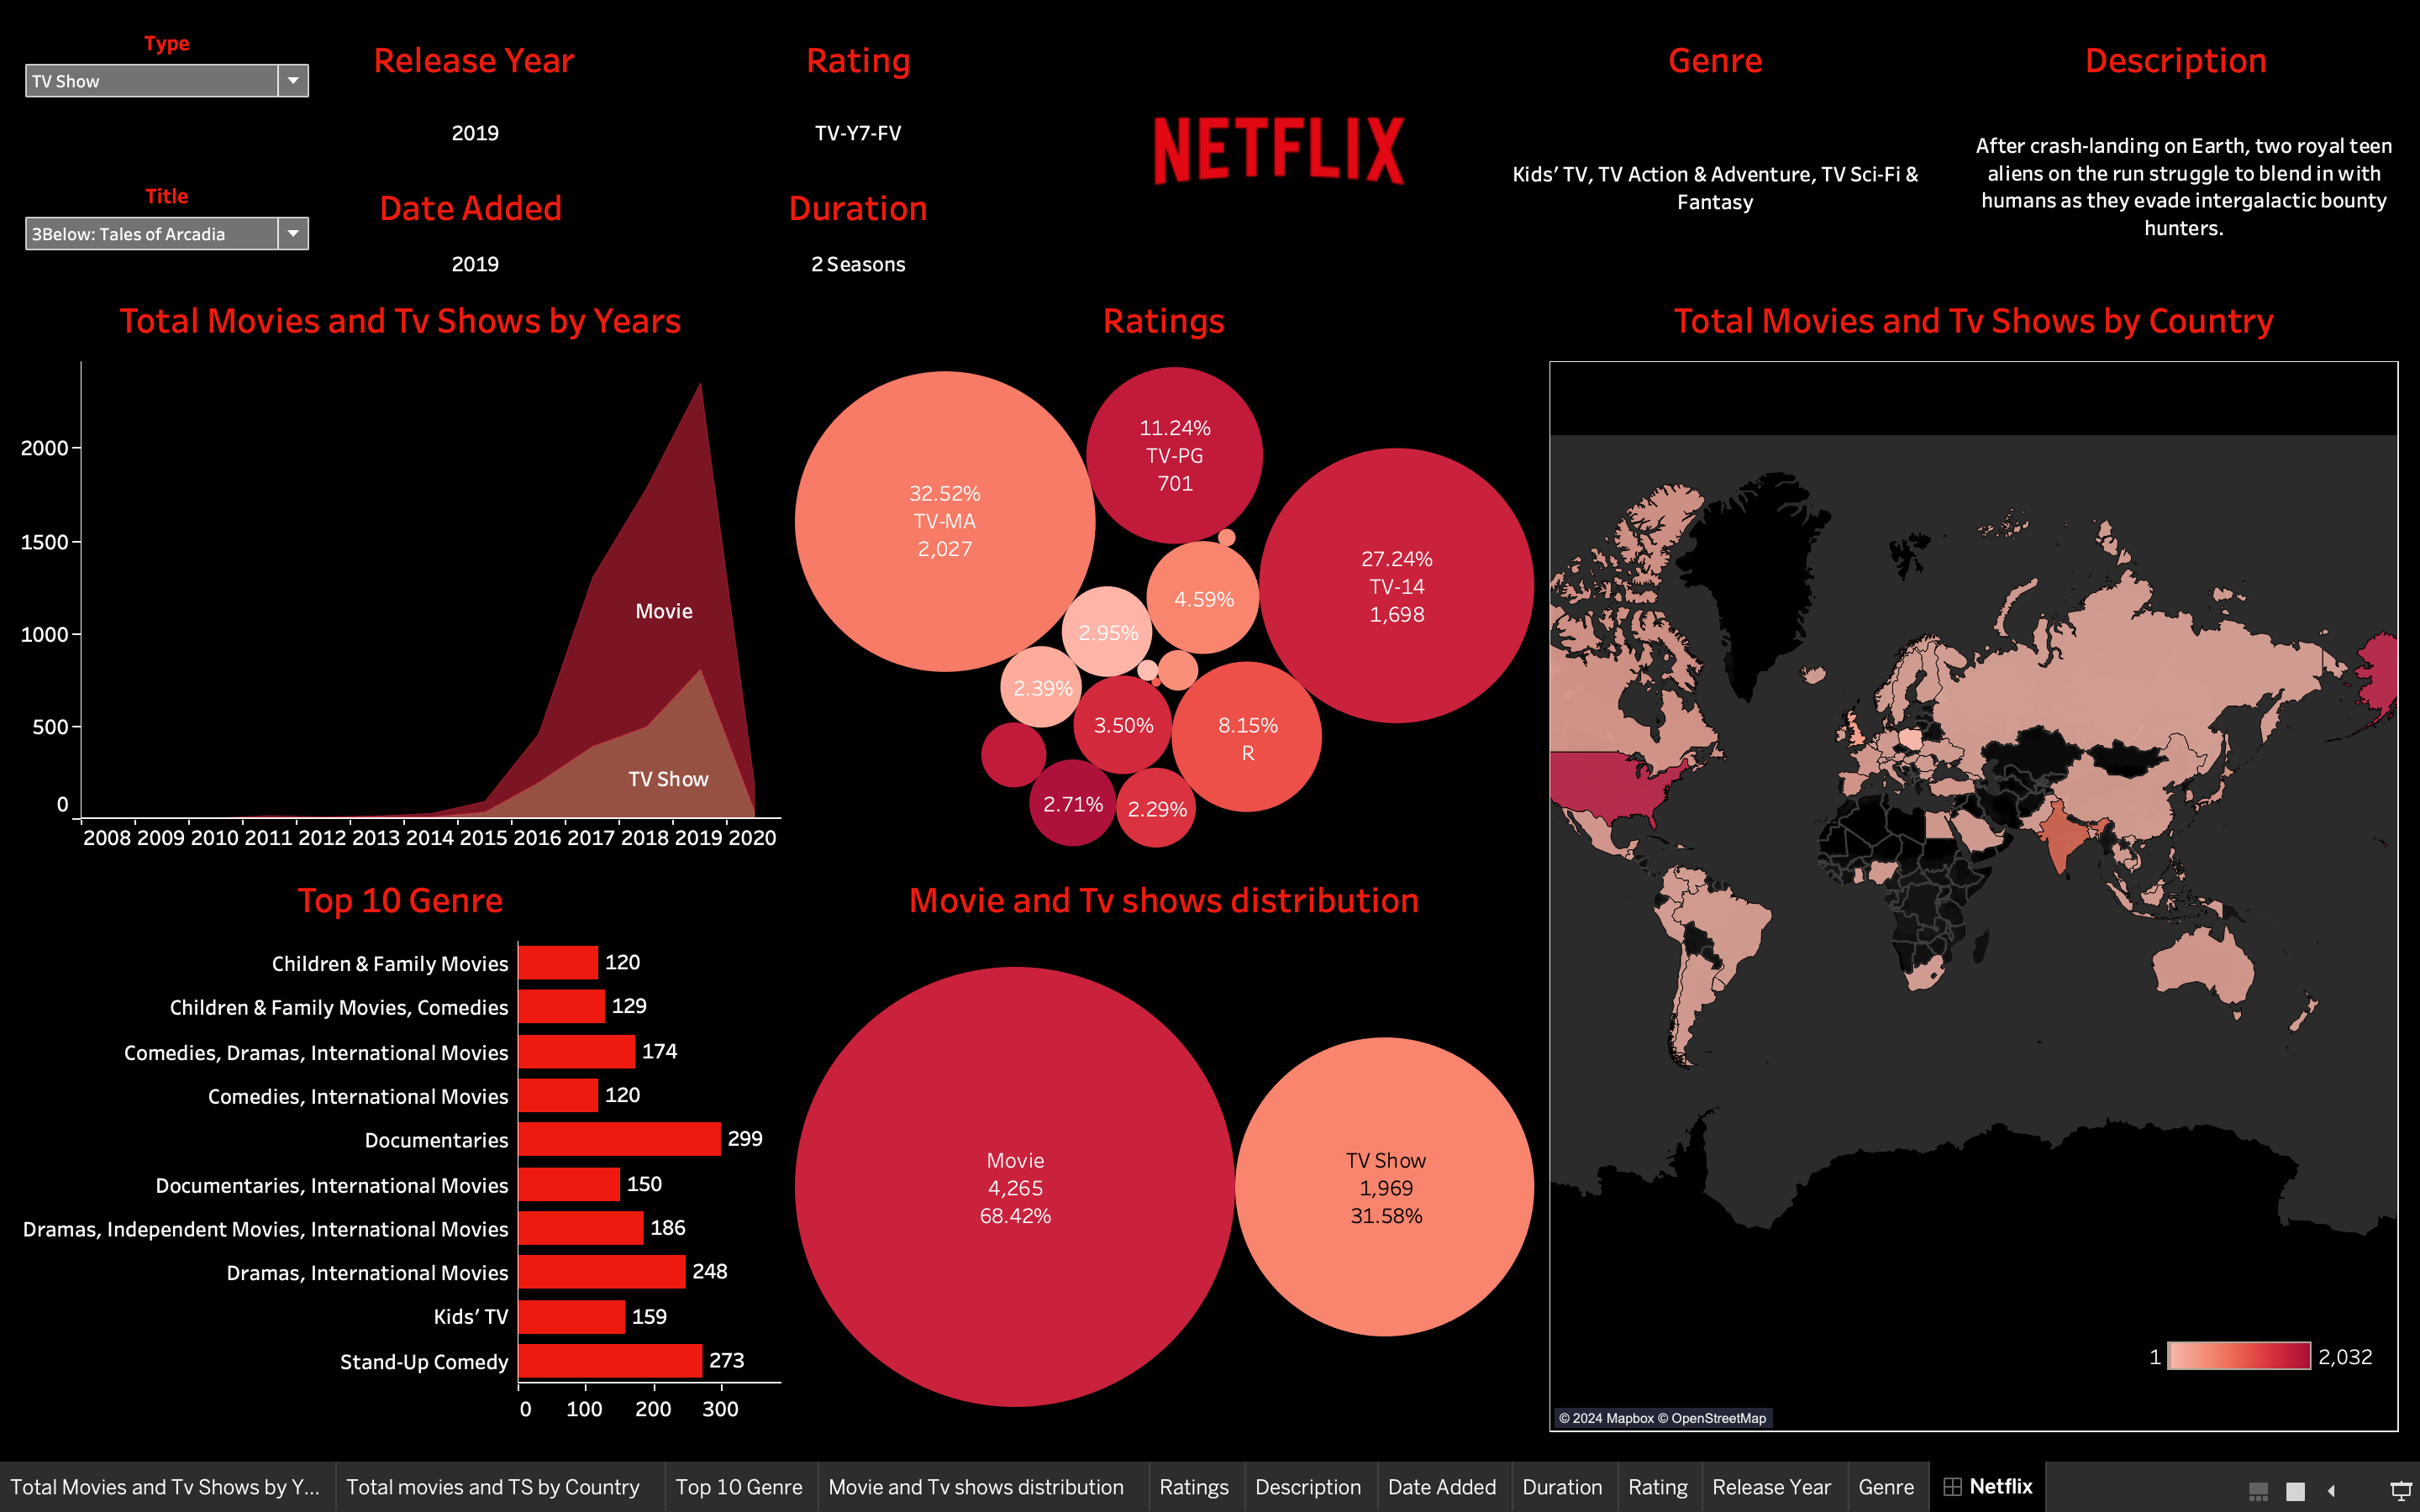 Type
TV Show
Title
3Below: Tales of Arcadia
Release Year
2019
Date Added
2019
Rating
TV-Y7-FV
Duration
2 Seasons
NETFLIX
Genre
Kids' TV, TV Action & Adventure, TV Sci-Fi &
Fantasy
Description
After crash-landing on Earth, two royal teen
aliens on the run struggle to blend in with
humans as they evade intergalactic bounty
hunters.
Total Movies and Tv Shows by Years
2000
1500
1000
500
0
Movie
TV Show
2008 2009 2010 2011 2012 2013 2014 2015 2016 2017 2018 2019 2020
Ratings
32.52%
TV-MA
2,027
11.24%
TV-PG
701
27.24%
TV-14
1,698
4.59%
2.95%
2.39%
3.50%
8.15%
R
2.71%
2.29%
Total Movies and Tv Shows by Country
1
2,032
© 2024 Mapbox © OpenStreetMap
Top 10 Genre
Children & Family Movies 120
Children & Family Movies, Comedies 129
Comedies, Dramas, International Movies 174
Comedies, International Movies 120
Documentaries 299
Documentaries, International Movies 150
Dramas, Independent Movies, International Movies 186
Dramas, International Movies 248
Kids' TV 159
Stand-Up Comedy 273
0 100 200 300
Movie and Tv shows distribution
Movie
4,265
68.42%
TV Show
1,969
31.58%
Total Movies and Tv Shows by Y... Total movies and TS by Country Top 10 Genre Movie and Tv shows distribution Ratings Description Date Added Duration Rating Release Year Genre Netflix